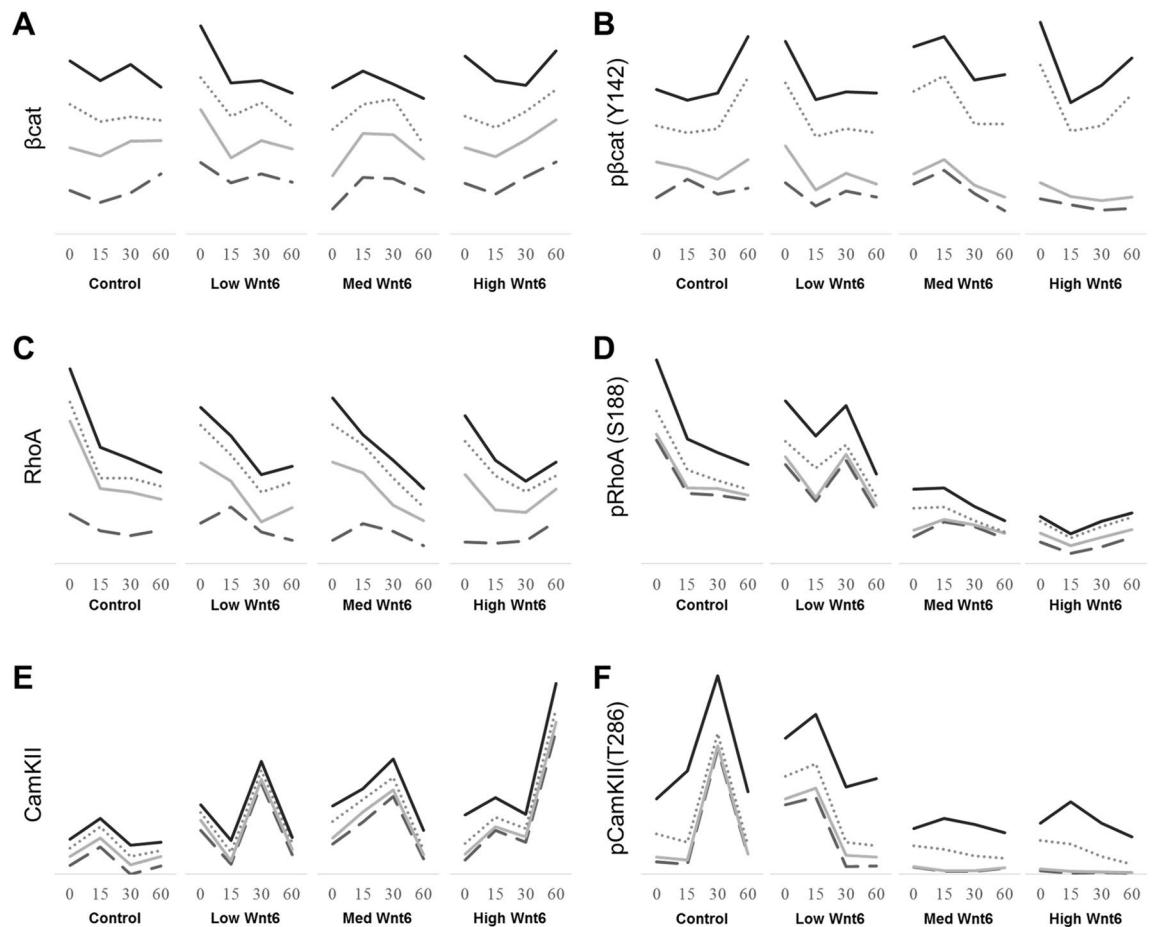 A
B
βcat
pβcat (Y142)
0 15 30 60 0 15 30 60 0 15 30 60 0 15 30 60
0 15 30 60 0 15 30 60 0 15 30 60 0 15 30 60
Control Low Wnt6 Med Wnt6 High Wnt6
Control Low Wnt6 Med Wnt6 High Wnt6
C
D
RhoA
pRhoA (S188)
0 15 30 60 0 15 30 60 0 15 30 60 0 15 30 60
0 15 30 60 0 15 30 60 0 15 30 60 0 15 30 60
Control Low Wnt6 Med Wnt6 High Wnt6
Control Low Wnt6 Med Wnt6 High Wnt6
E
F
CamKII
pCamKII(T286)
0 15 30 60 0 15 30 60 0 15 30 60 0 15 30 60
0 15 30 60 0 15 30 60 0 15 30 60 0 15 30 60
Control Low Wnt6 Med Wnt6 High Wnt6
Control Low Wnt6 Med Wnt6 High Wnt6